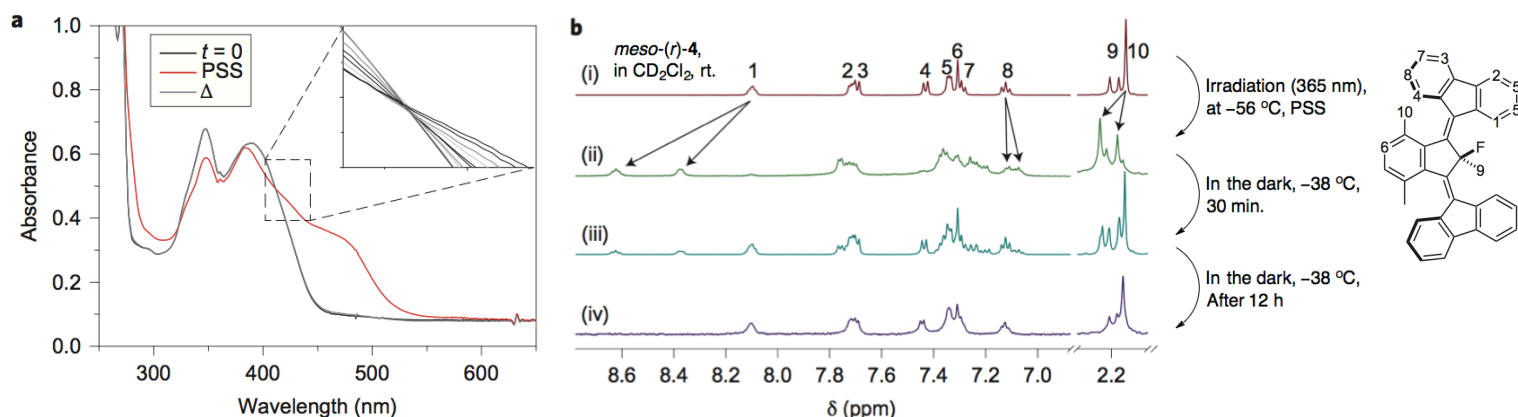 a
1.0
0.8
0.6
0.4
0.2
0.0
Absorbance
t = 0
PSS
Δ
300
400
500
600
Wavelength (nm)
b
meso-(r)-4,
in CD2Cl2, rt.
(i)
(ii)
(iii)
(iv)
1
2
3
4
5
6
7
8
9
10
8.6
8.4
8.2
8.0
7.8
7.6
7.4
7.2
7.0
2.2
δ (ppm)
Irradiation (365 nm),
at –56 °C, PSS
In the dark, –38 °C,
30 min.
In the dark, –38 °C,
After 12 h
7
3
8
4
2
5
1
5
10
6
F
9